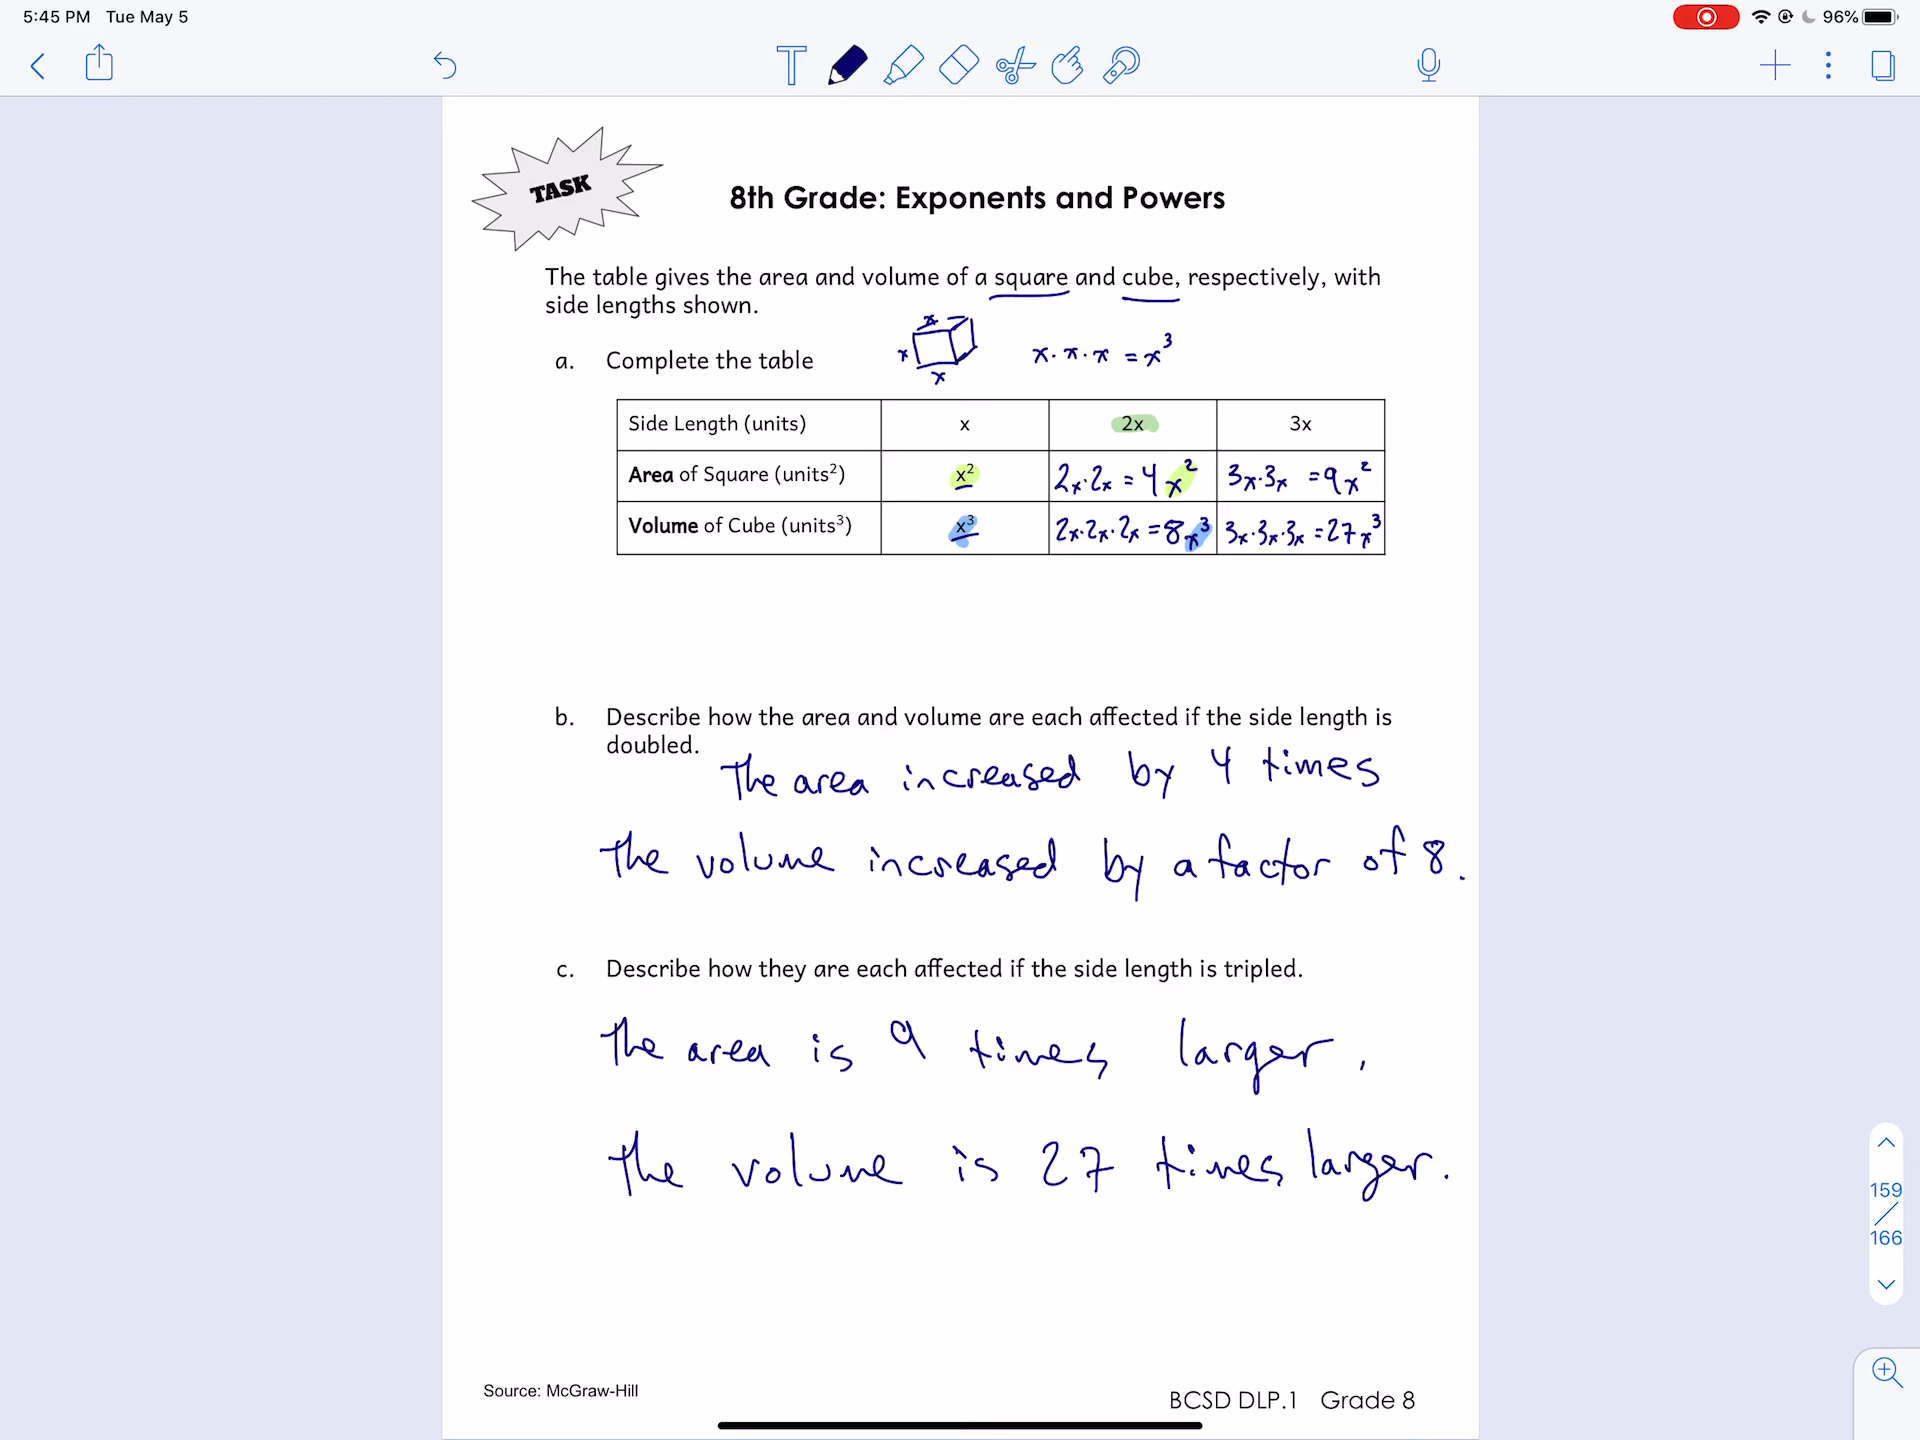 5:45 PM Tue May 5
96%
TASK
8th Grade: Exponents and Powers
The table gives the area and volume of a square and cube, respectively, with
side lengths shown.
x
x
x
x · x · x = x³
a. Complete the table
Side Length (units) x 2x 3x
Area of Square (units²) x² 2x·2x = 4x² 3x·3x = 9x²
Volume of Cube (units³) x³ 2x·2x·2x = 8x³ 3x·3x·3x = 27x³
b. Describe how the area and volume are each affected if the side length is
doubled.
The area increased by 4 times
The volume increased by a factor of 8.
c. Describe how they are each affected if the side length is tripled.
The area is 9 times larger.
The volume is 27 times larger.
159
/
166
Source: McGraw-Hill
BCSD DLP.1 Grade 8